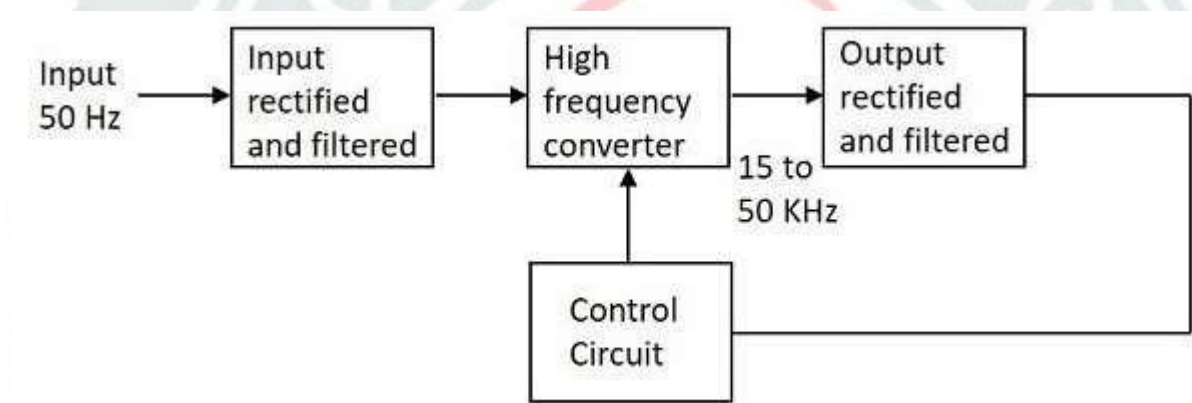 Input
50 Hz
Input
rectified
and filtered
High
frequency
converter
15 to
50 KHz
Output
rectified
and filtered
Control
Circuit